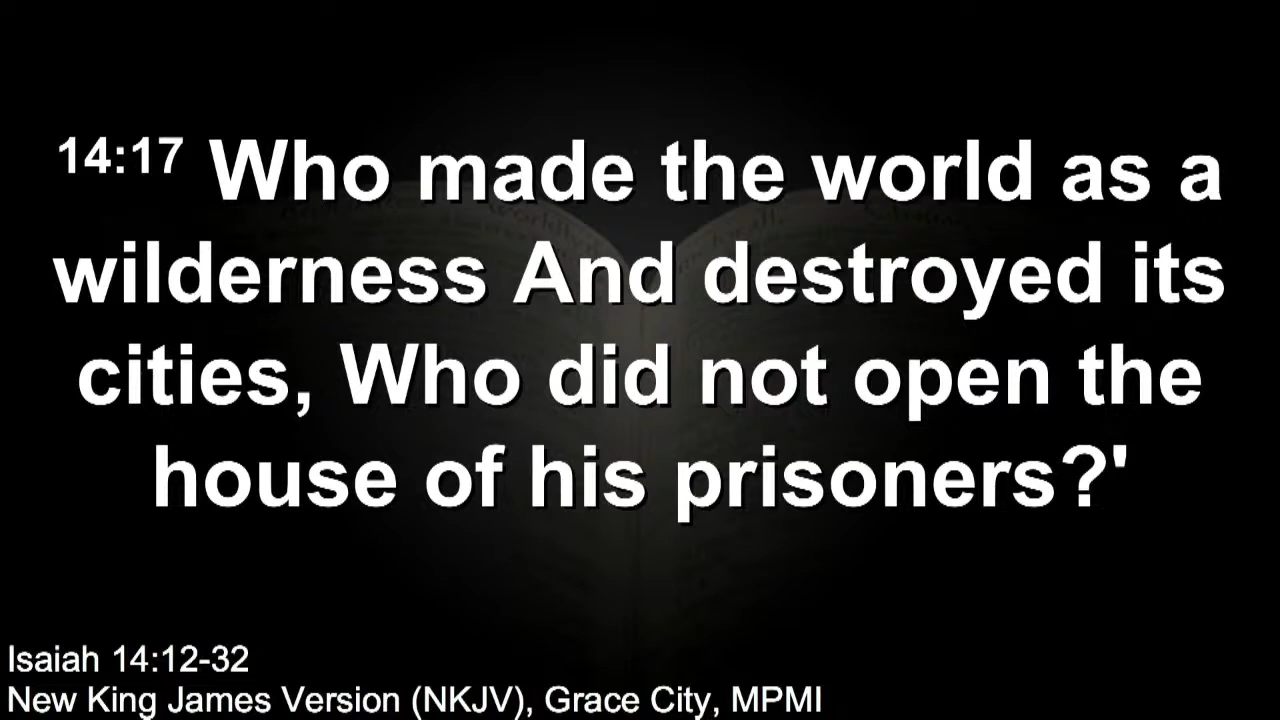 14:17 Who made the world as a
wilderness And destroyed its
cities, Who did not open the
house of his prisoners?'
Isaiah 14:12-32
New King James Version (NKJV), Grace City, MPMI